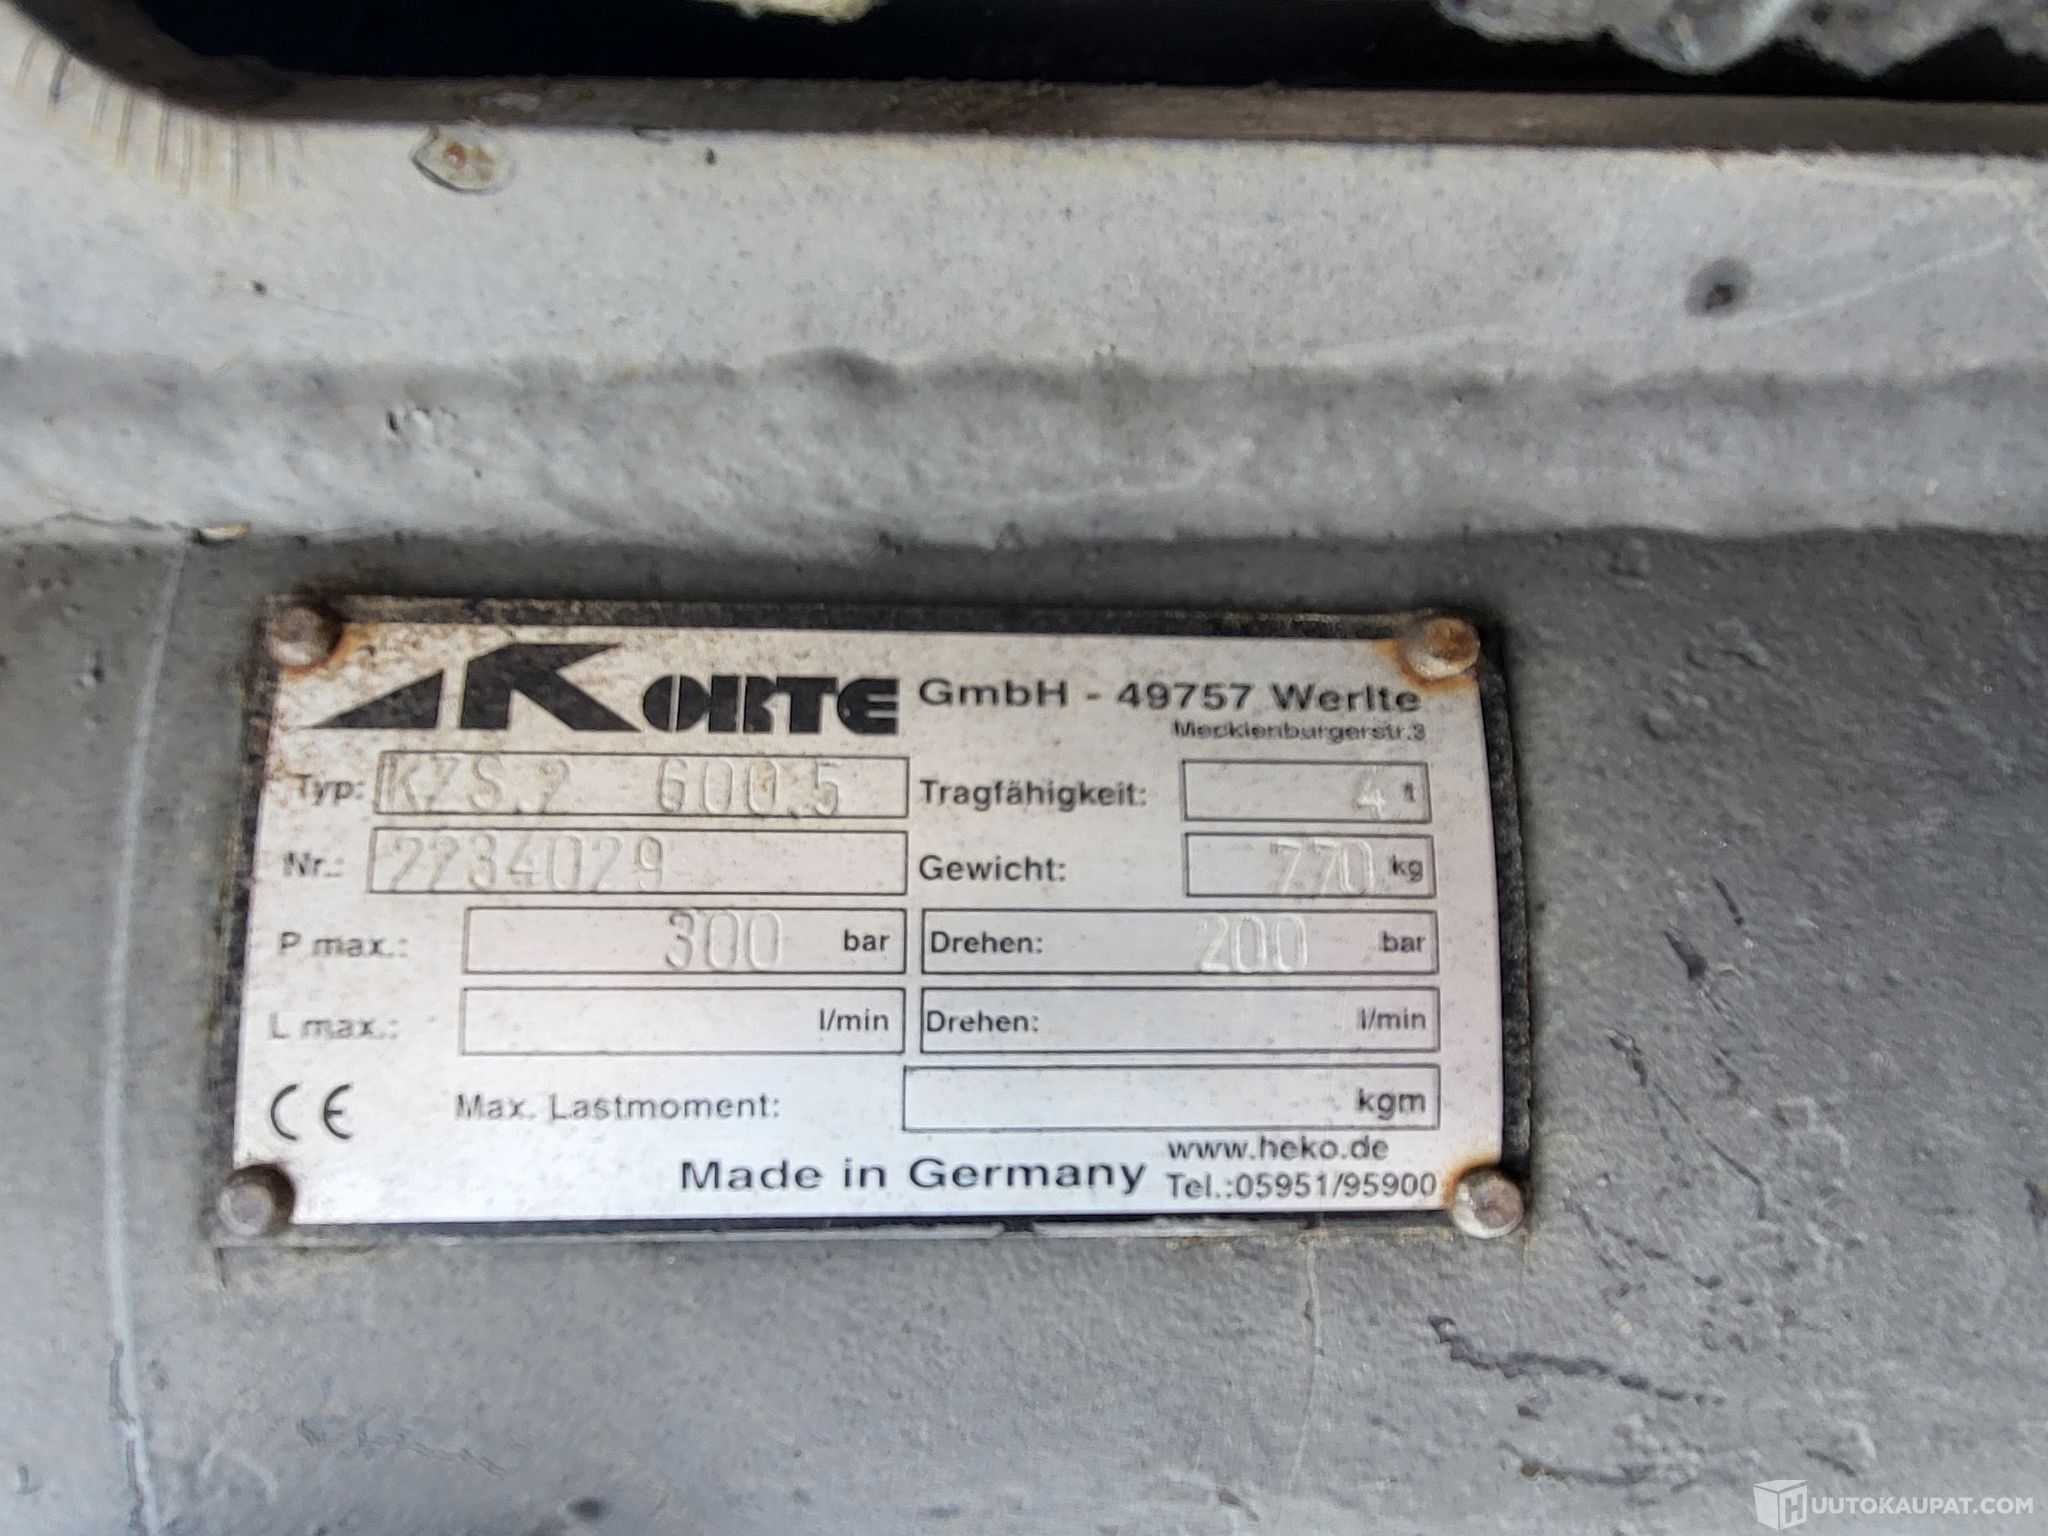 KORTE GmbH - 49757 Werlte
Mecklenburgerstr.3
Typ: KZS.2 600.5 Tragfähigkeit: 4 t
Nr.: 2234029 Gewicht: 770 kg
P max.: 300 bar Drehen: 200 bar
L max.: l/min Drehen: l/min
CE Max. Lastmoment: kgm
www.heko.de
Made in Germany Tel.:05951/95900
HUUTOKAUPAT.COM